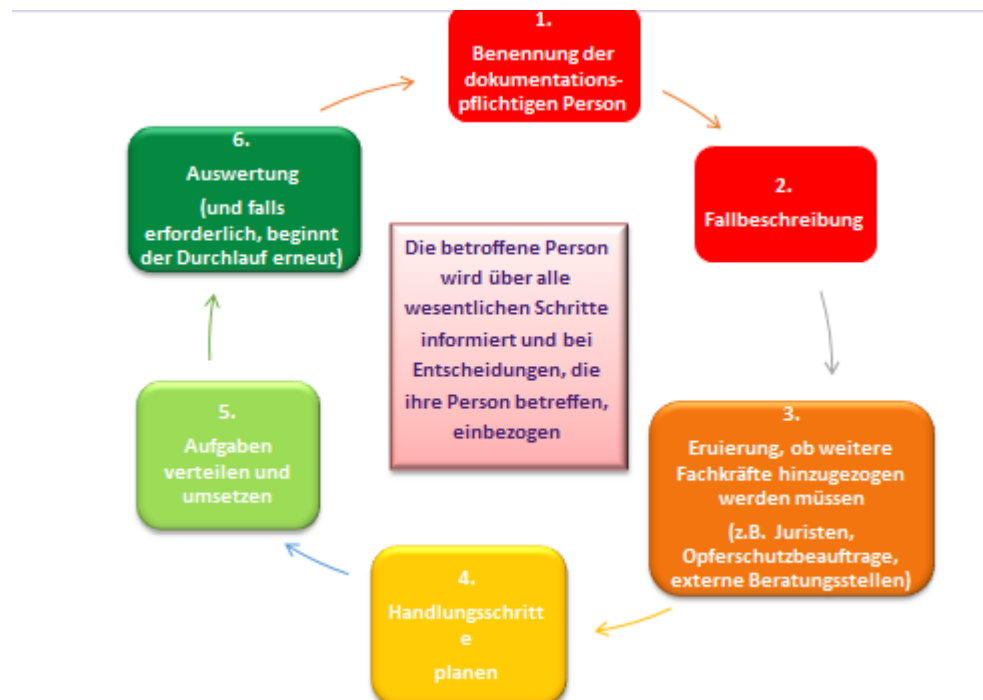 1.
Benennung der
dokumentations-
pflichtigen Person
2.
Fallbeschreibung
3.
Eruierung, ob weitere
Fachkräfte hinzugezogen
werden müssen
(z.B. Juristen,
Opferschutzbeauftrage,
externe Beratungsstellen)
4.
Handlungsschritt
e
planen
5.
Aufgaben
verteilen und
umsetzen
6.
Auswertung
(und falls
erforderlich, beginnt
der Durchlauf erneut)
Die betroffene Person
wird über alle
wesentlichen Schritte
informiert und bei
Entscheidungen, die
ihre Person betreffen,
einbezogen